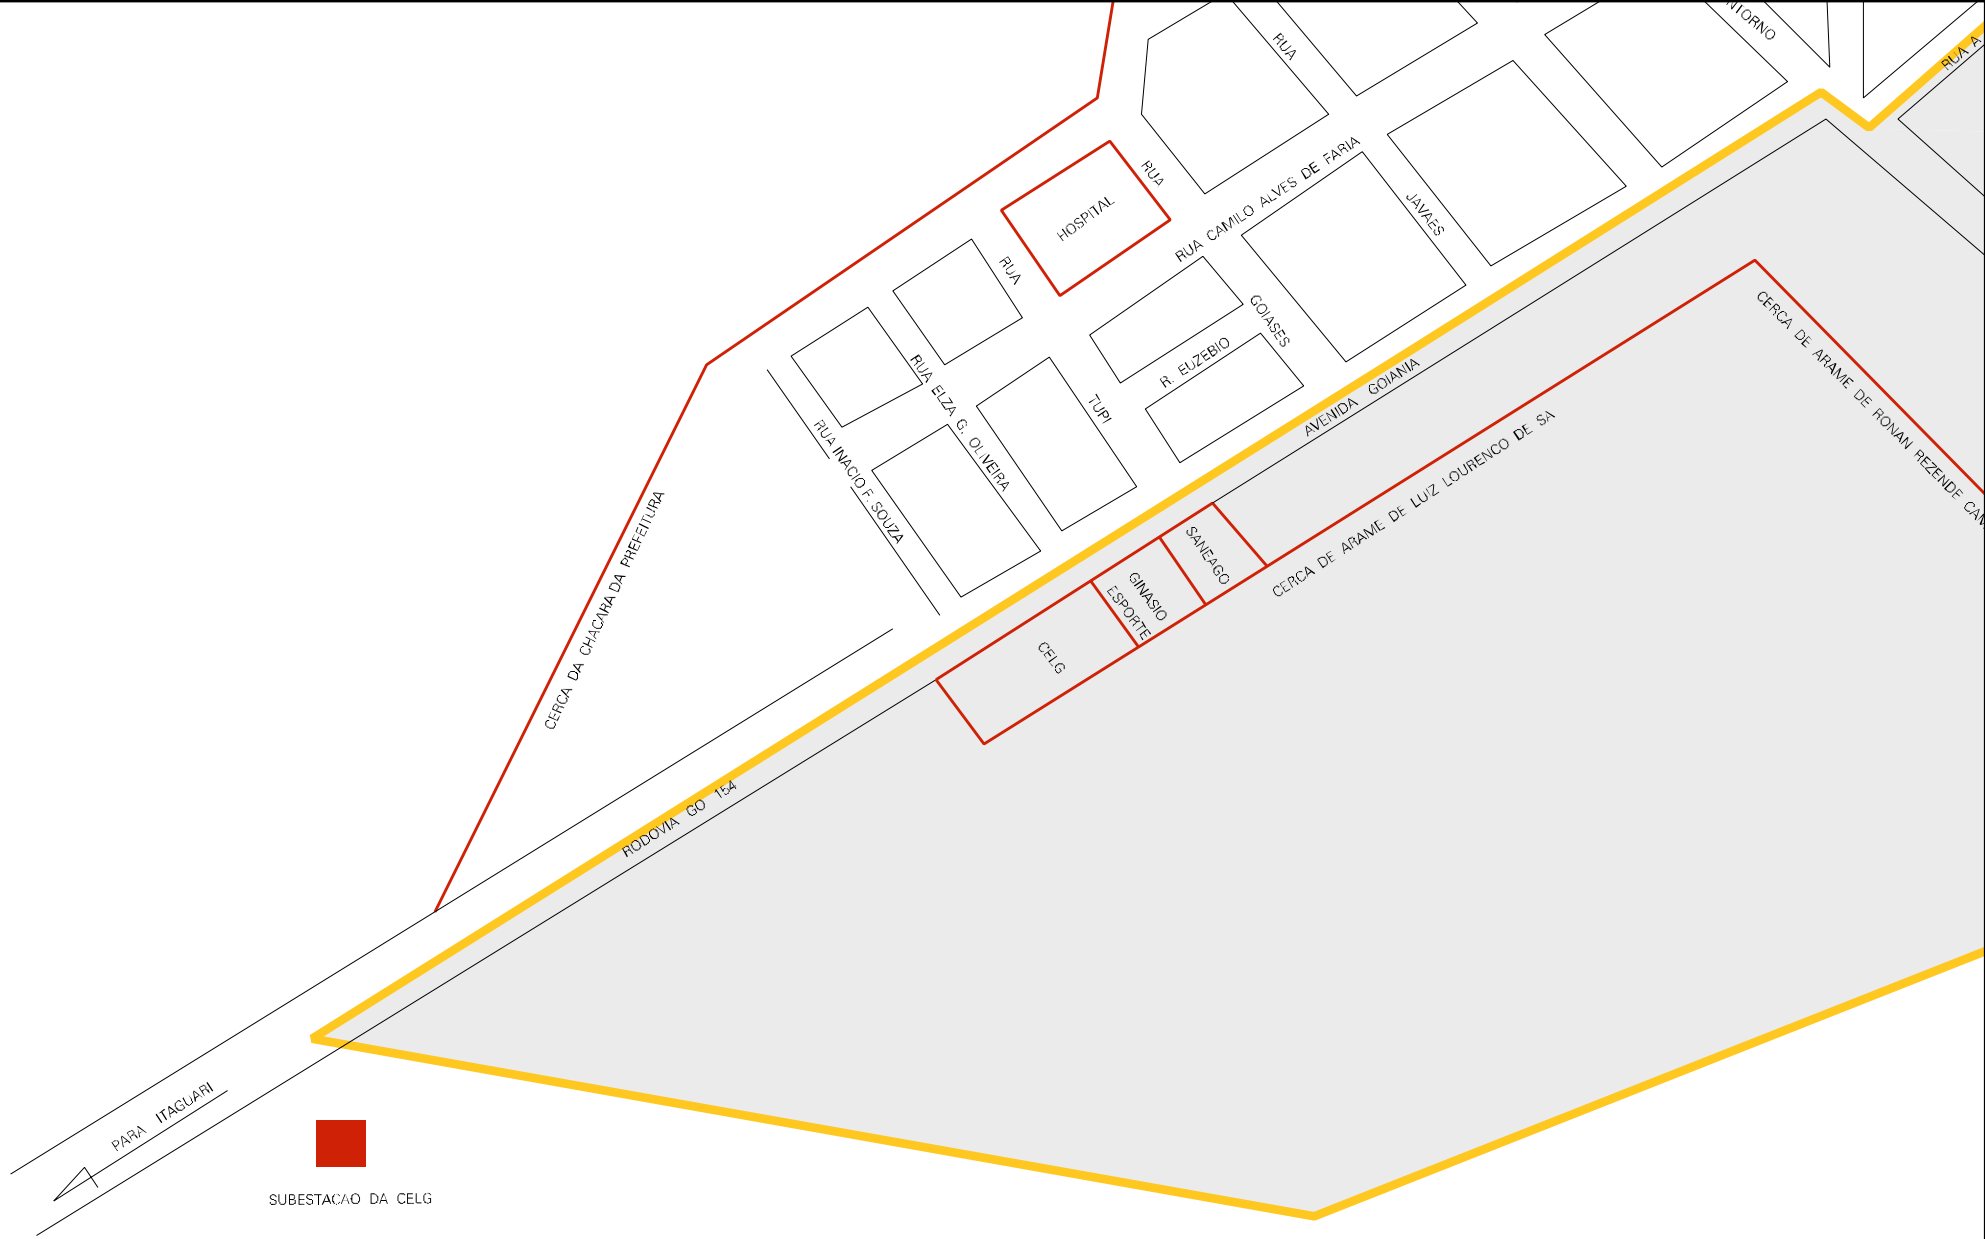 NTORNO
RUA A
RUA
RUA
HOSPITAL
RUA CAMILO ALVES DE FARIA
JAVAES
RUA
GOIASES
R. EUZEBIO
RUA ELZA G. OLIVEIRA
TUPI
AVENIDA GOIANIA
RUA INACIO F. SOUZA
CERCA DE ARAME DE RONAN REZENDE CAM
CERCA DE ARAME DE LUIZ LOURENCO DE SA
SANEAGO
GINASIO
ESPORTE
CELG
CERCA DA CHACARA DA PREFEITURA
RODOVIA GO 154
PARA ITAGUARI
SUBESTACAO DA CELG